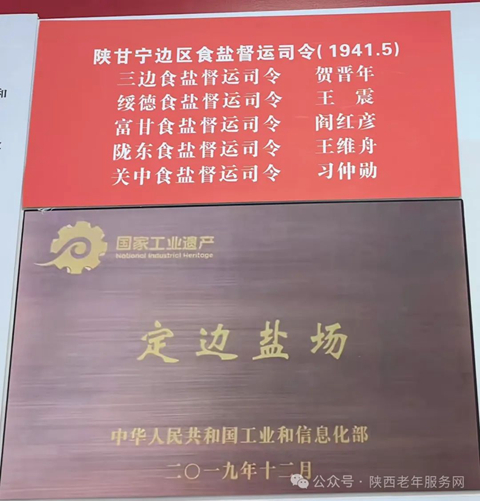 和
陕甘宁边区食盐督运司令(1941.5)
三边食盐督运司令 贺晋年
绥德食盐督运司令 王 震
富甘食盐督运司令 阎红彦
陇东食盐督运司令 王维舟
关中食盐督运司令 习仲勋
国家工业遗产
National Industrial Heritage
定边盐场
中华人民共和国工业和信息化部
二〇一九年十二月
公众号·陕西老年服务网